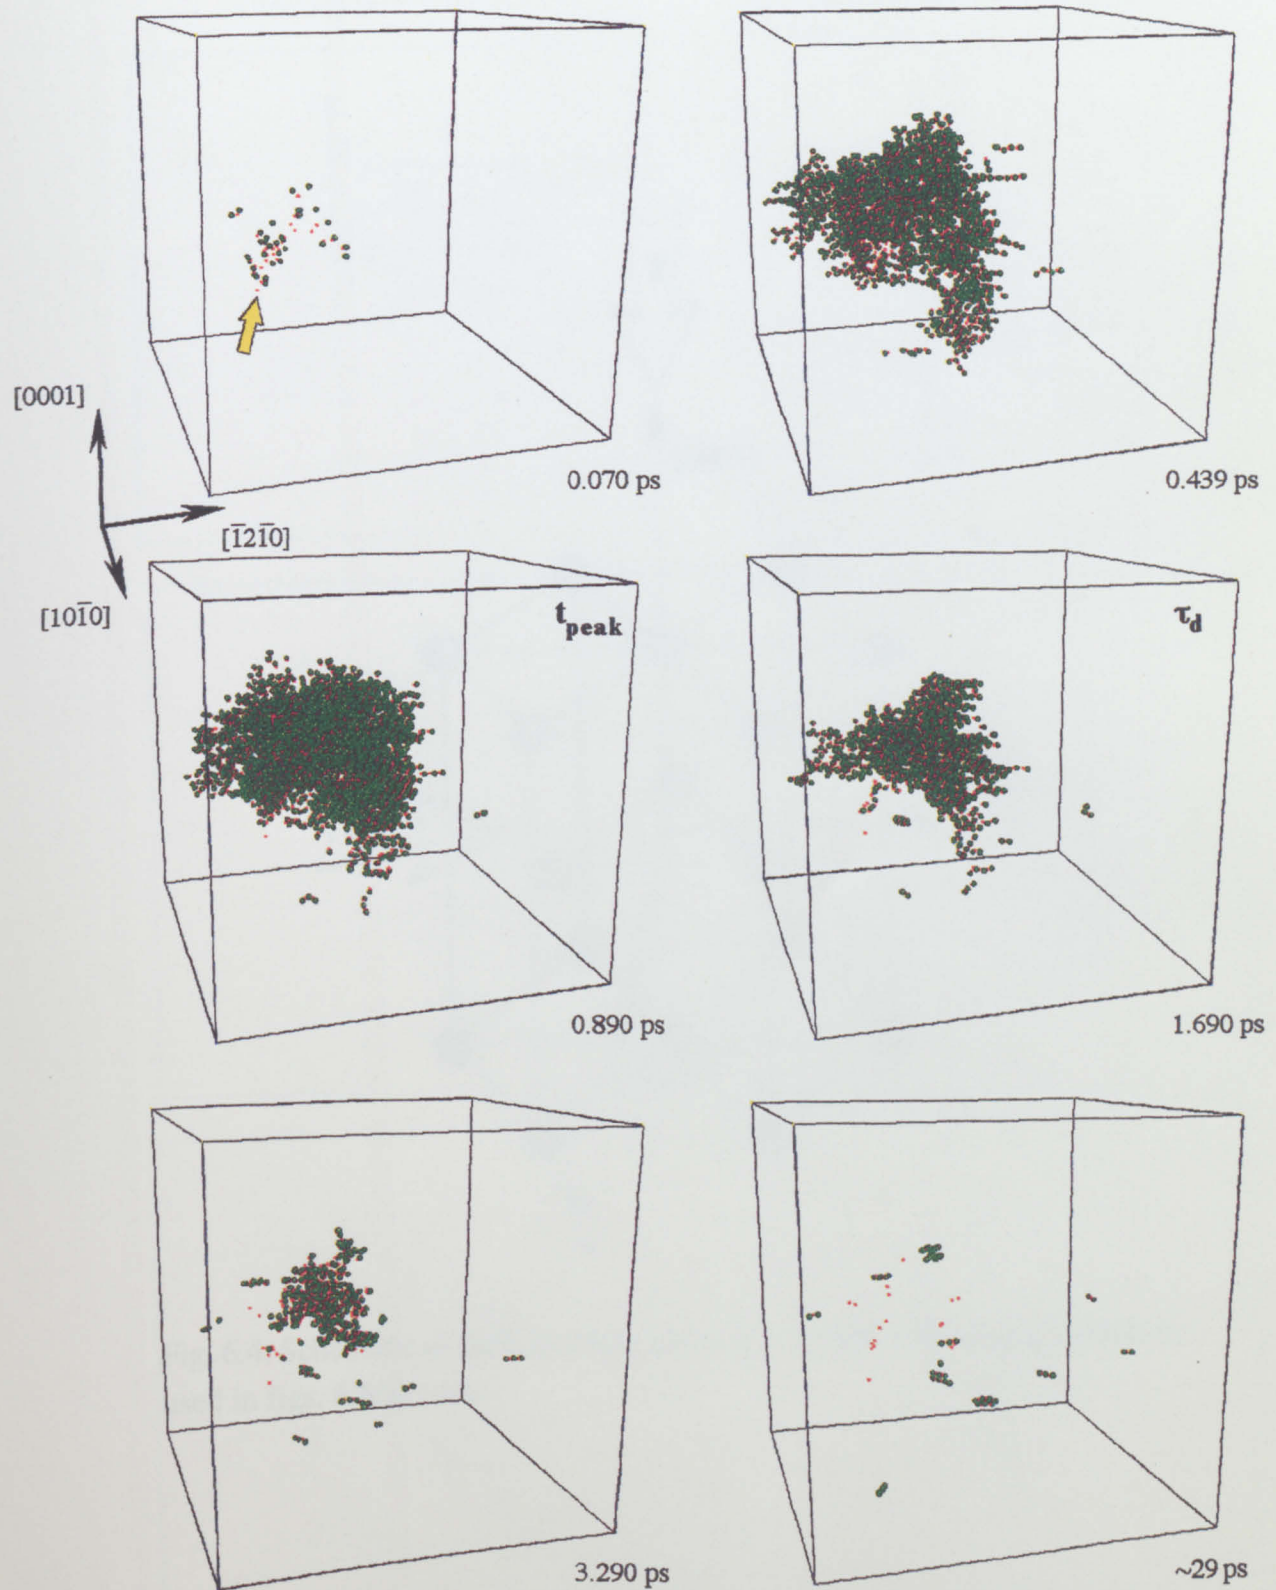 0.070 ps
0.439 ps
[0001]
[1̅21̅0]
[101̅0]
t_peak
τ_d
0.890 ps
1.690 ps
3.290 ps
~29 ps